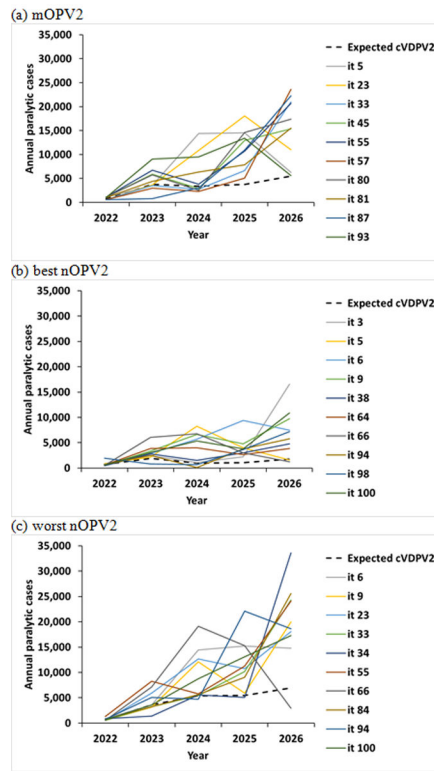 (a) mOPV2
35,000
30,000
25,000
20,000
15,000
10,000
5,000
0
Annual paralytic cases
2022 2023 2024 2025 2026
Year
Expected cVDPV2
it 5
it 23
it 33
it 45
it 55
it 57
it 80
it 81
it 87
it 93
(b) best nOPV2
35,000
30,000
25,000
20,000
15,000
10,000
5,000
0
Annual paralytic cases
2022 2023 2024 2025 2026
Year
Expected cVDPV2
it 3
it 5
it 6
it 9
it 38
it 64
it 66
it 94
it 98
it 100
(c) worst nOPV2
35,000
30,000
25,000
20,000
15,000
10,000
5,000
0
Annual paralytic cases
2022 2023 2024 2025 2026
Year
Expected cVDPV2
it 6
it 9
it 23
it 33
it 34
it 55
it 66
it 84
it 94
it 100